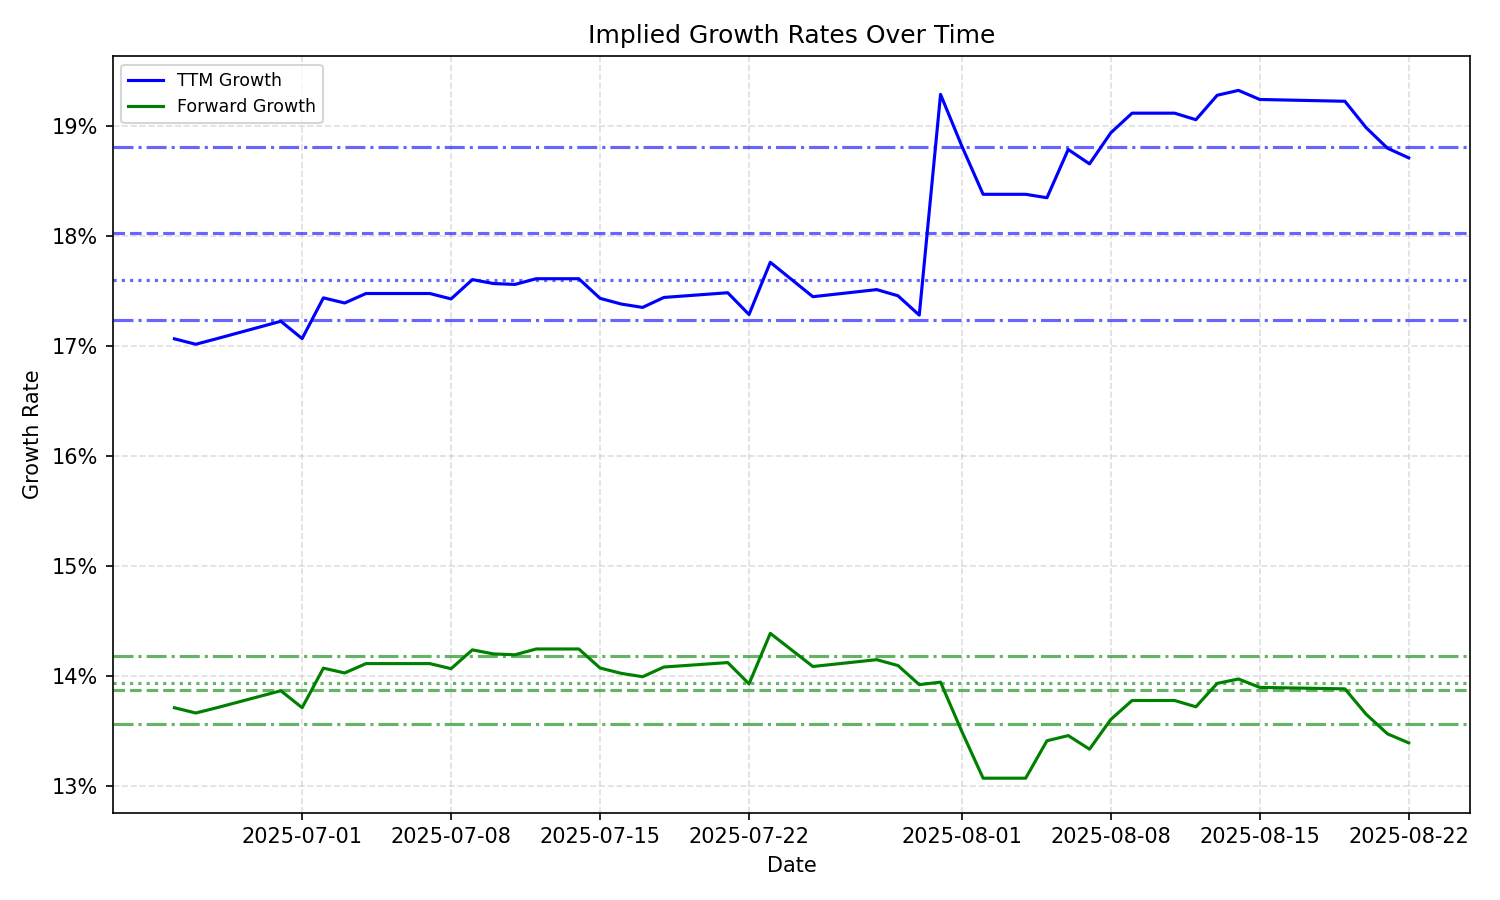 Implied Growth Rates Over Time
TTM Growth
Forward Growth
19%
18%
17%
16%
15%
14%
13%
Growth Rate
2025-07-01 2025-07-08 2025-07-15 2025-07-22 2025-08-01 2025-08-08 2025-08-15 2025-08-22
Date